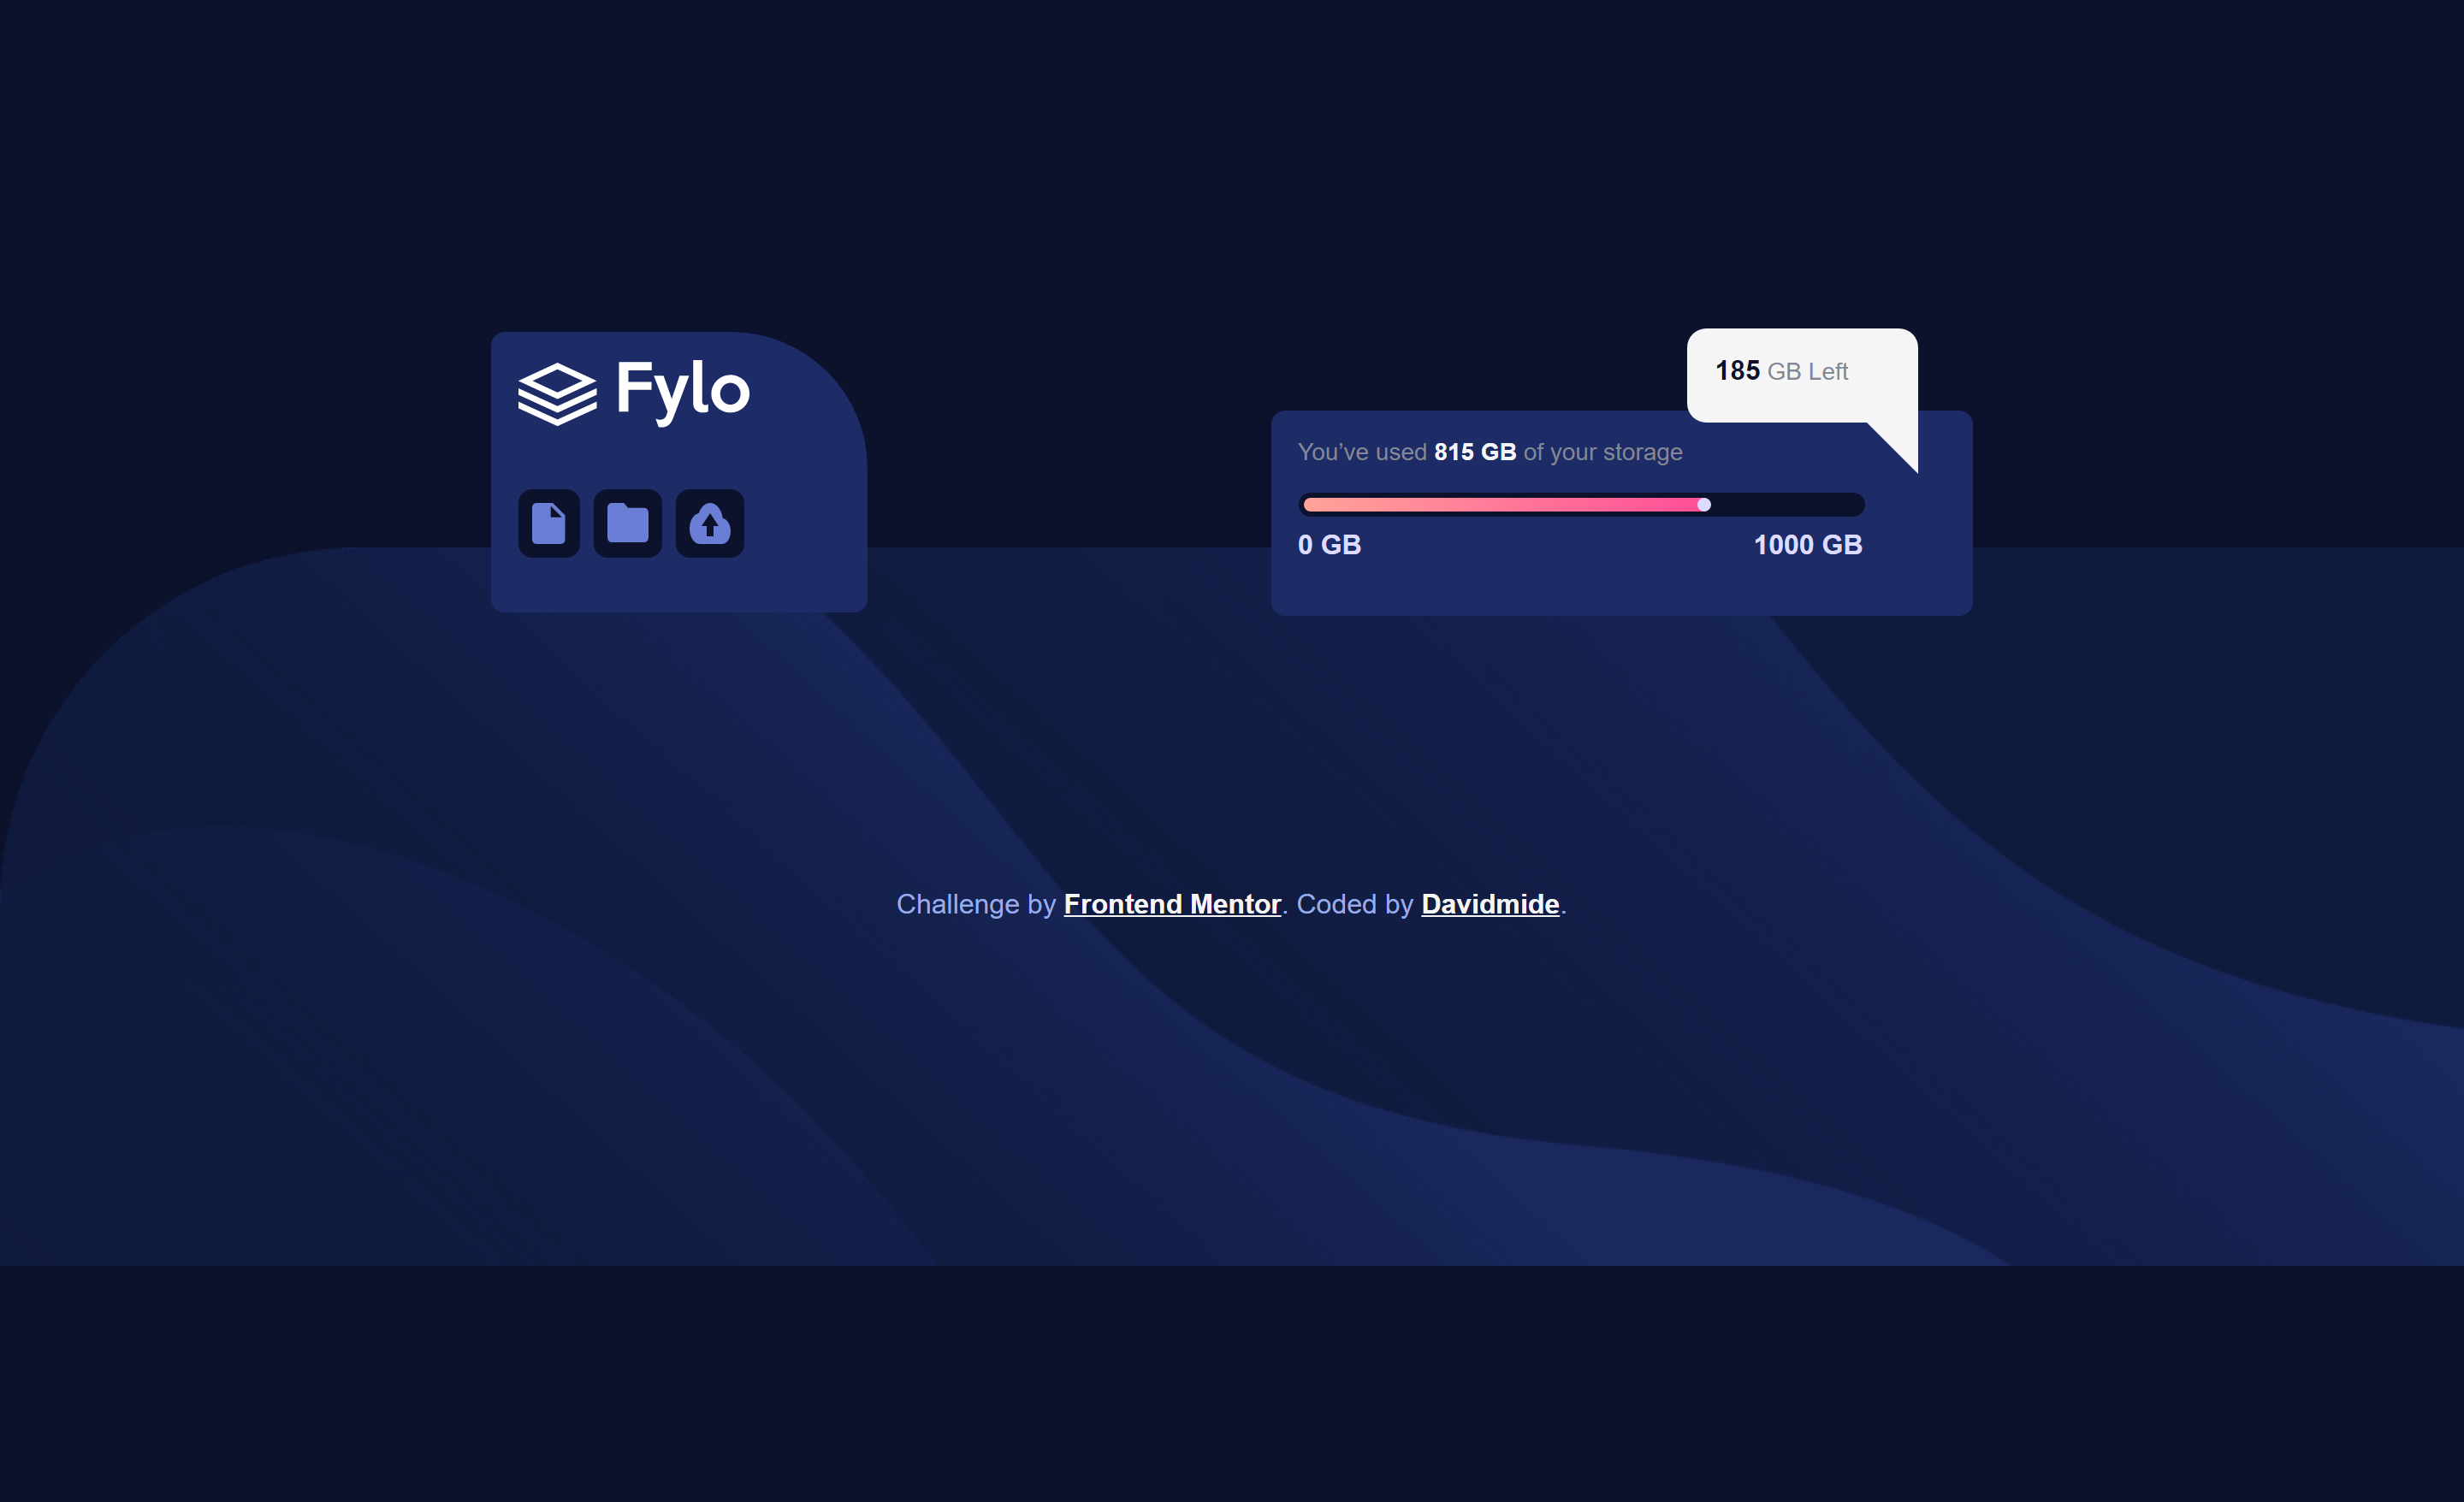 Fylo
185 GB Left
You’ve used 815 GB of your storage
0 GB 1000 GB
Challenge by Frontend Mentor. Coded by Davidmide.